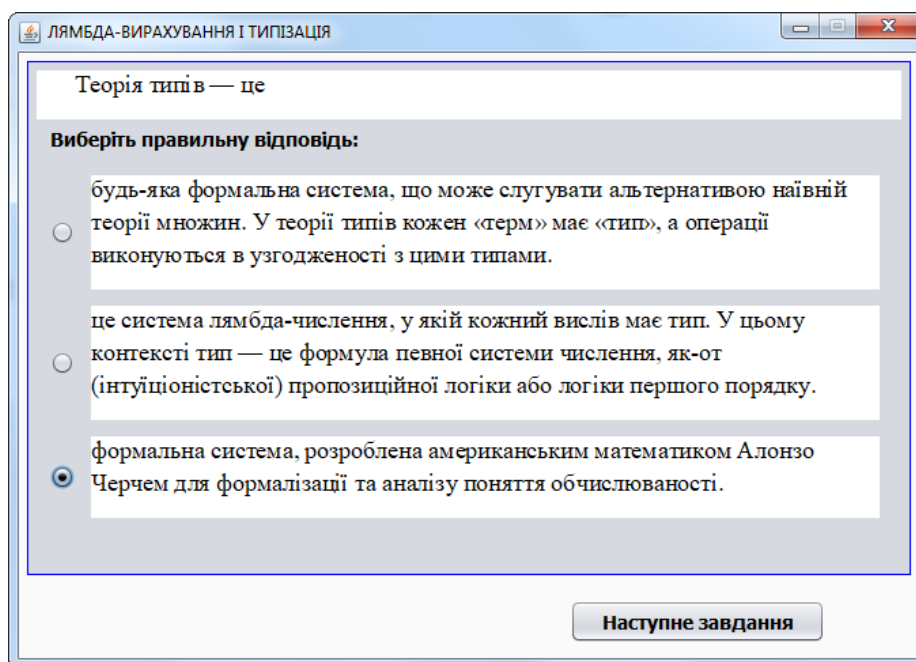 ЛЯМБДА-ВИРАХУВАННЯ І ТИПІЗАЦІЯ
Теорія типів — це
Виберіть правильну відповідь:
будь-яка формальна система, що може слугувати альтернативою наївній
теорії множин. У теорії типів кожен «терм» має «тип», а операції
виконуються в узгодженості з цими типами.
це система лямбда-числення, у якій кожний вислів має тип. У цьому
контексті тип — це формула певної системи числення, як-от
(інтуїціоністської) пропозиційної логіки або логіки першого порядку.
формальна система, розроблена американським математиком Алонзо
Черчем для формалізації та аналізу поняття обчислюваності.
Наступне завдання